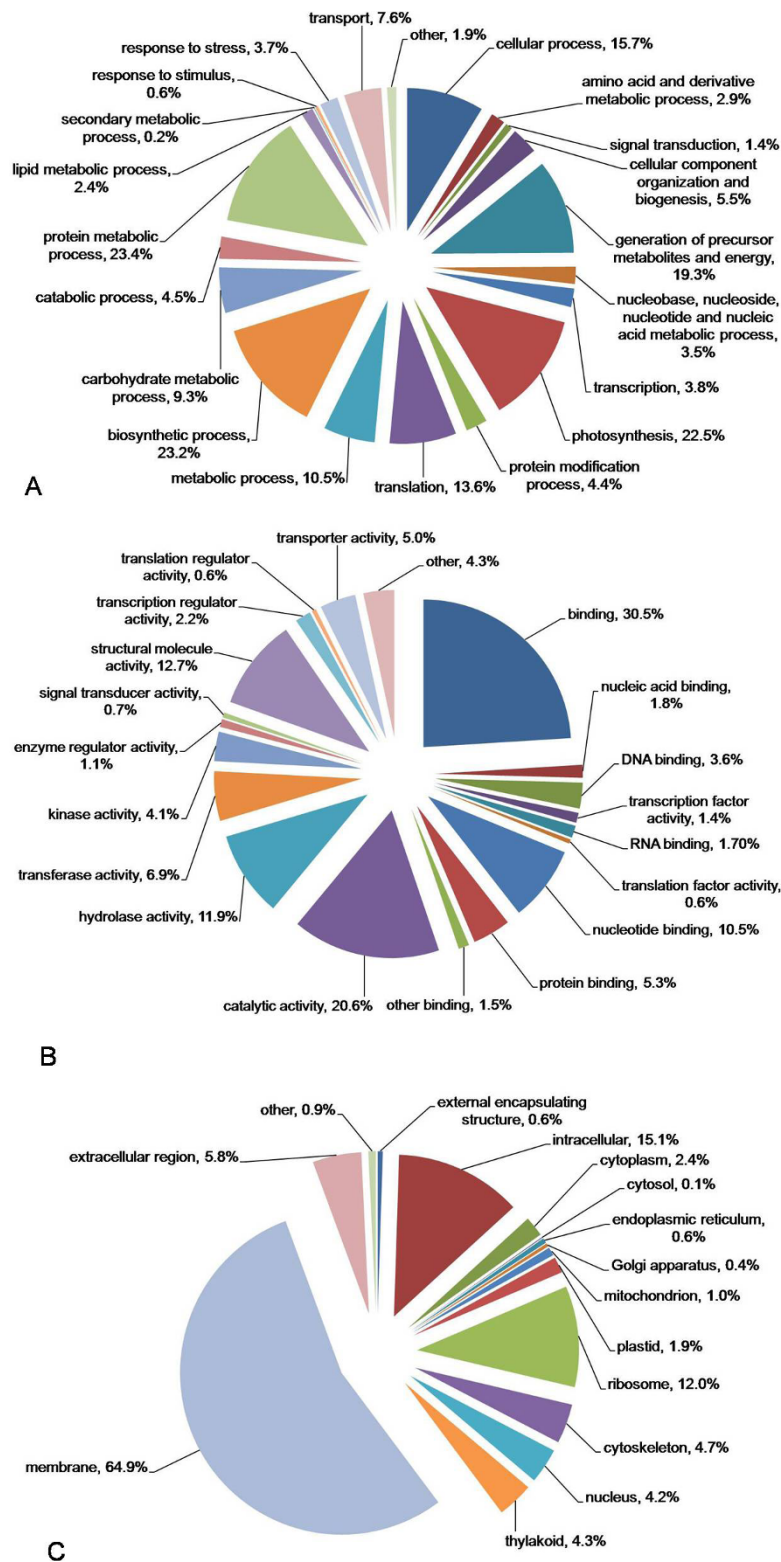 transport, 7.6%
other, 1.9%
response to stress, 3.7%
cellular process, 15.7%
response to stimulus,
0.6%
amino acid and derivative
metabolic process, 2.9%
secondary metabolic
process, 0.2%
signal transduction, 1.4%
lipid metabolic process,
2.4%
cellular component
organization and
biogenesis, 5.5%
protein metabolic
process, 23.4%
generation of precursor
metabolites and energy,
19.3%
catabolic process, 4.5%
nucleobase, nucleoside,
nucleotide and nucleic
acid metabolic process,
3.5%
carbohydrate metabolic
process, 9.3%
transcription, 3.8%
biosynthetic process,
23.2%
photosynthesis, 22.5%
metabolic process, 10.5%
translation, 13.6%
protein modification
process, 4.4%
A
transporter activity, 5.0%
translation regulator
activity, 0.6%
other, 4.3%
transcription regulator
activity, 2.2%
binding, 30.5%
structural molecule
activity, 12.7%
nucleic acid binding,
1.8%
signal transducer activity,
0.7%
DNA binding, 3.6%
enzyme regulator activity,
1.1%
transcription factor
activity, 1.4%
kinase activity, 4.1%
RNA binding, 1.70%
transferase activity, 6.9%
translation factor activity,
0.6%
hydrolase activity, 11.9%
nucleotide binding, 10.5%
catalytic activity, 20.6%
other binding, 1.5%
protein binding, 5.3%
B
other, 0.9%
external encapsulating
structure, 0.6%
extracellular region, 5.8%
intracellular, 15.1%
cytoplasm, 2.4%
cytosol, 0.1%
endoplasmic reticulum,
0.6%
Golgi apparatus, 0.4%
mitochondrion, 1.0%
plastid, 1.9%
ribosome, 12.0%
cytoskeleton, 4.7%
membrane, 64.9%
nucleus, 4.2%
thylakoid, 4.3%
C